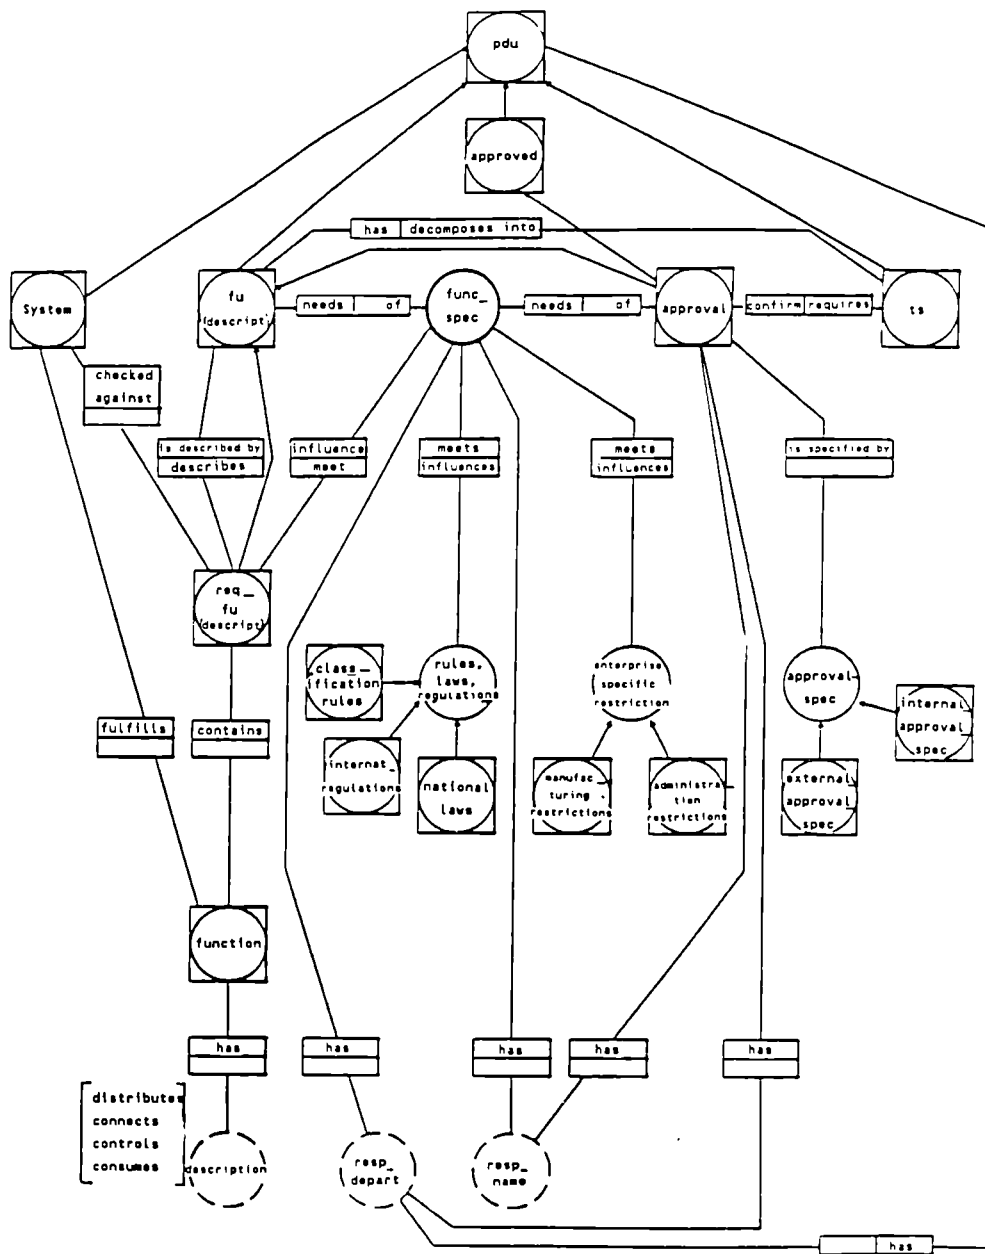 pdu
approved
has decomposes into
System
fu
(descript)
needs of
func_
spec
needs of
approval
confirm requires
ts
checked
against
is described by
describes
influence
meet
meets
influences
meets
influences
is specified by
req_
fu
(descript)
class_
ification
rules
rules,
laws,
regulations
enterprise
specific
restriction
approval_
spec
internal
approval_
spec
fulfills
contains
internat_
regulations
national
laws
manufac_
turing
restrictions
administra_
tion
restrictions
external
approval_
spec
function
has
has
has
has
has
distributes
connects
controls
consumes
description
resp_
depart
resp_
name
has